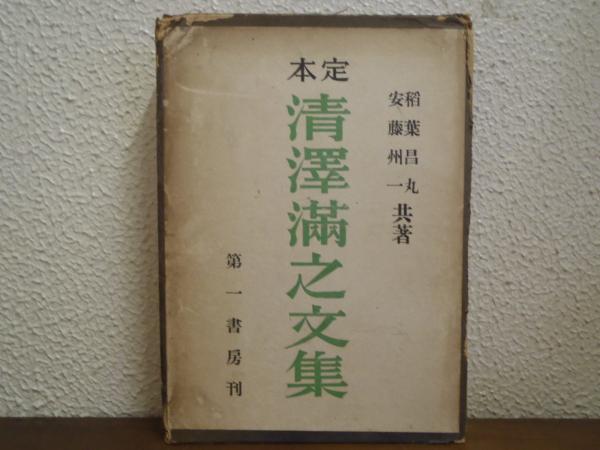 稲葉昌丸
安藤州一
共著
定本
清澤滿之文集
第一書房刊